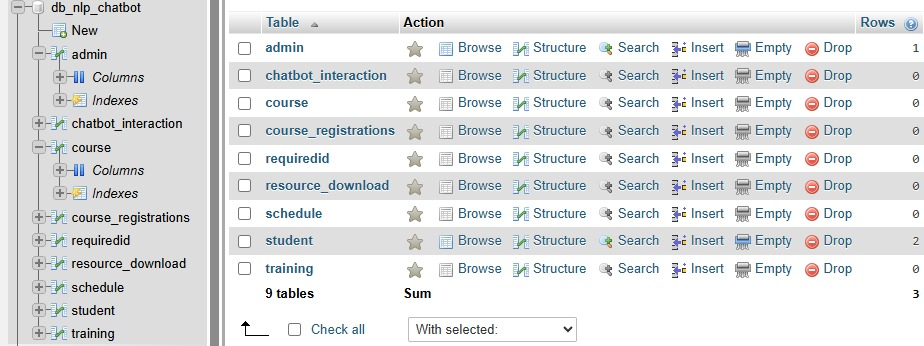 db_nlp_chatbot
New
admin
Columns
Indexes
chatbot_interaction
course
Columns
Indexes
course_registrations
requiredid
resource_download
schedule
student
training
Table Action Rows
admin Browse Structure Search Insert Empty Drop 1
chatbot_interaction Browse Structure Search Insert Empty Drop 0
course Browse Structure Search Insert Empty Drop 0
course_registrations Browse Structure Search Insert Empty Drop 0
requiredid Browse Structure Search Insert Empty Drop 0
resource_download Browse Structure Search Insert Empty Drop 0
schedule Browse Structure Search Insert Empty Drop 0
student Browse Structure Search Insert Empty Drop 2
training Browse Structure Search Insert Empty Drop 0
9 tables Sum 3
Check all With selected: